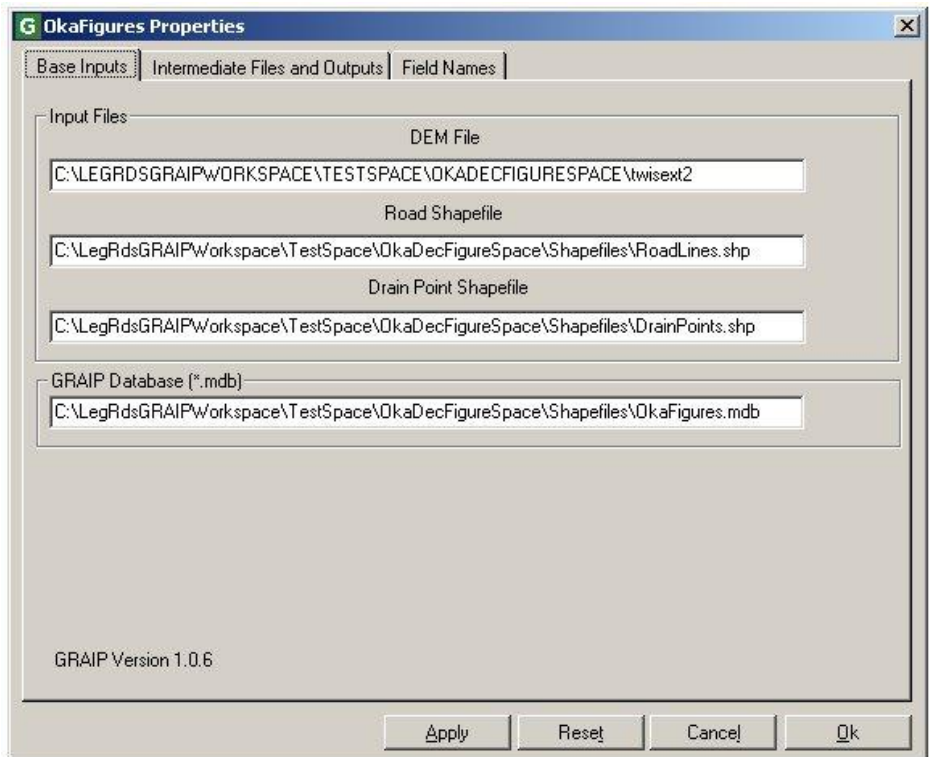 G OkaFigures Properties
Base Inputs Intermediate Files and Outputs Field Names
Input Files
DEM File
C:\LEGRDSGRAIPWORKSPACE\TESTSPACE\OKADECFIGURESPACE\twisext2
Road Shapefile
C:\LegRdsGRAIPWorkspace\TestSpace\OkaDecFigureSpace\Shapefiles\RoadLines.shp
Drain Point Shapefile
C:\LegRdsGRAIPWorkspace\TestSpace\OkaDecFigureSpace\Shapefiles\DrainPoints.shp
GRAIP Database (*.mdb)
C:\LegRdsGRAIPWorkspace\TestSpace\OkaDecFigureSpace\Shapefiles\OkaFigures.mdb
GRAIP Version 1.0.6
Apply Reset Cancel Ok